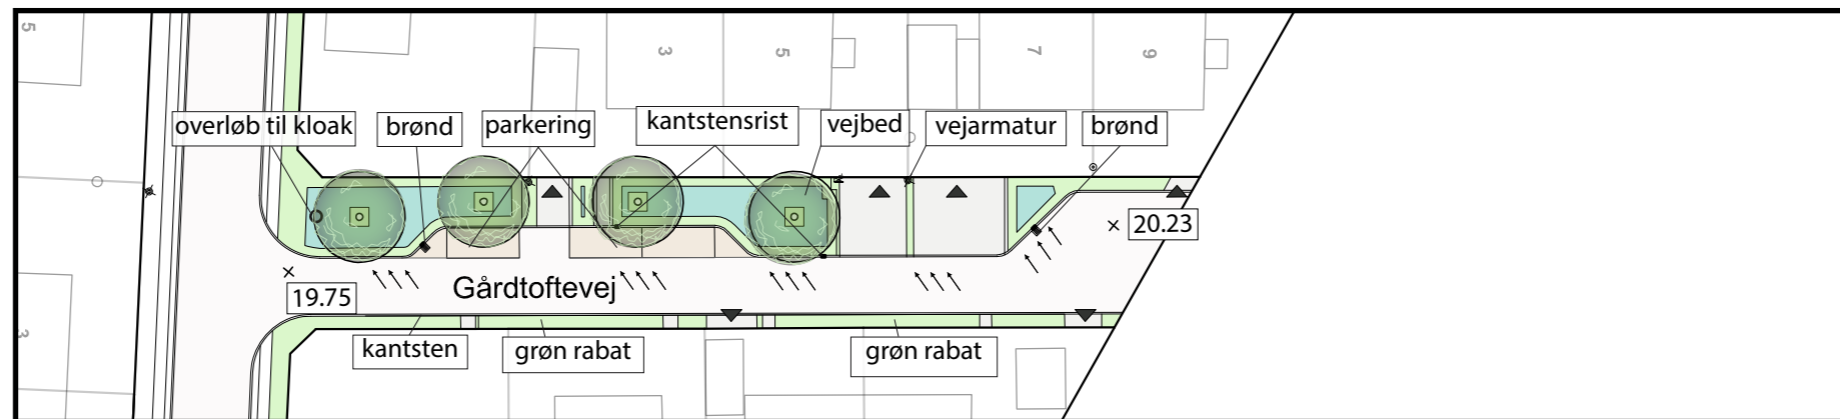 5
3
5
7
9
overløb til kloak
brønd
parkering
kantstensrist
vejbed
vejarmatur
brønd
20.23
19.75
Gårdtoftevej
3
kantsten
grøn rabat
grøn rabat